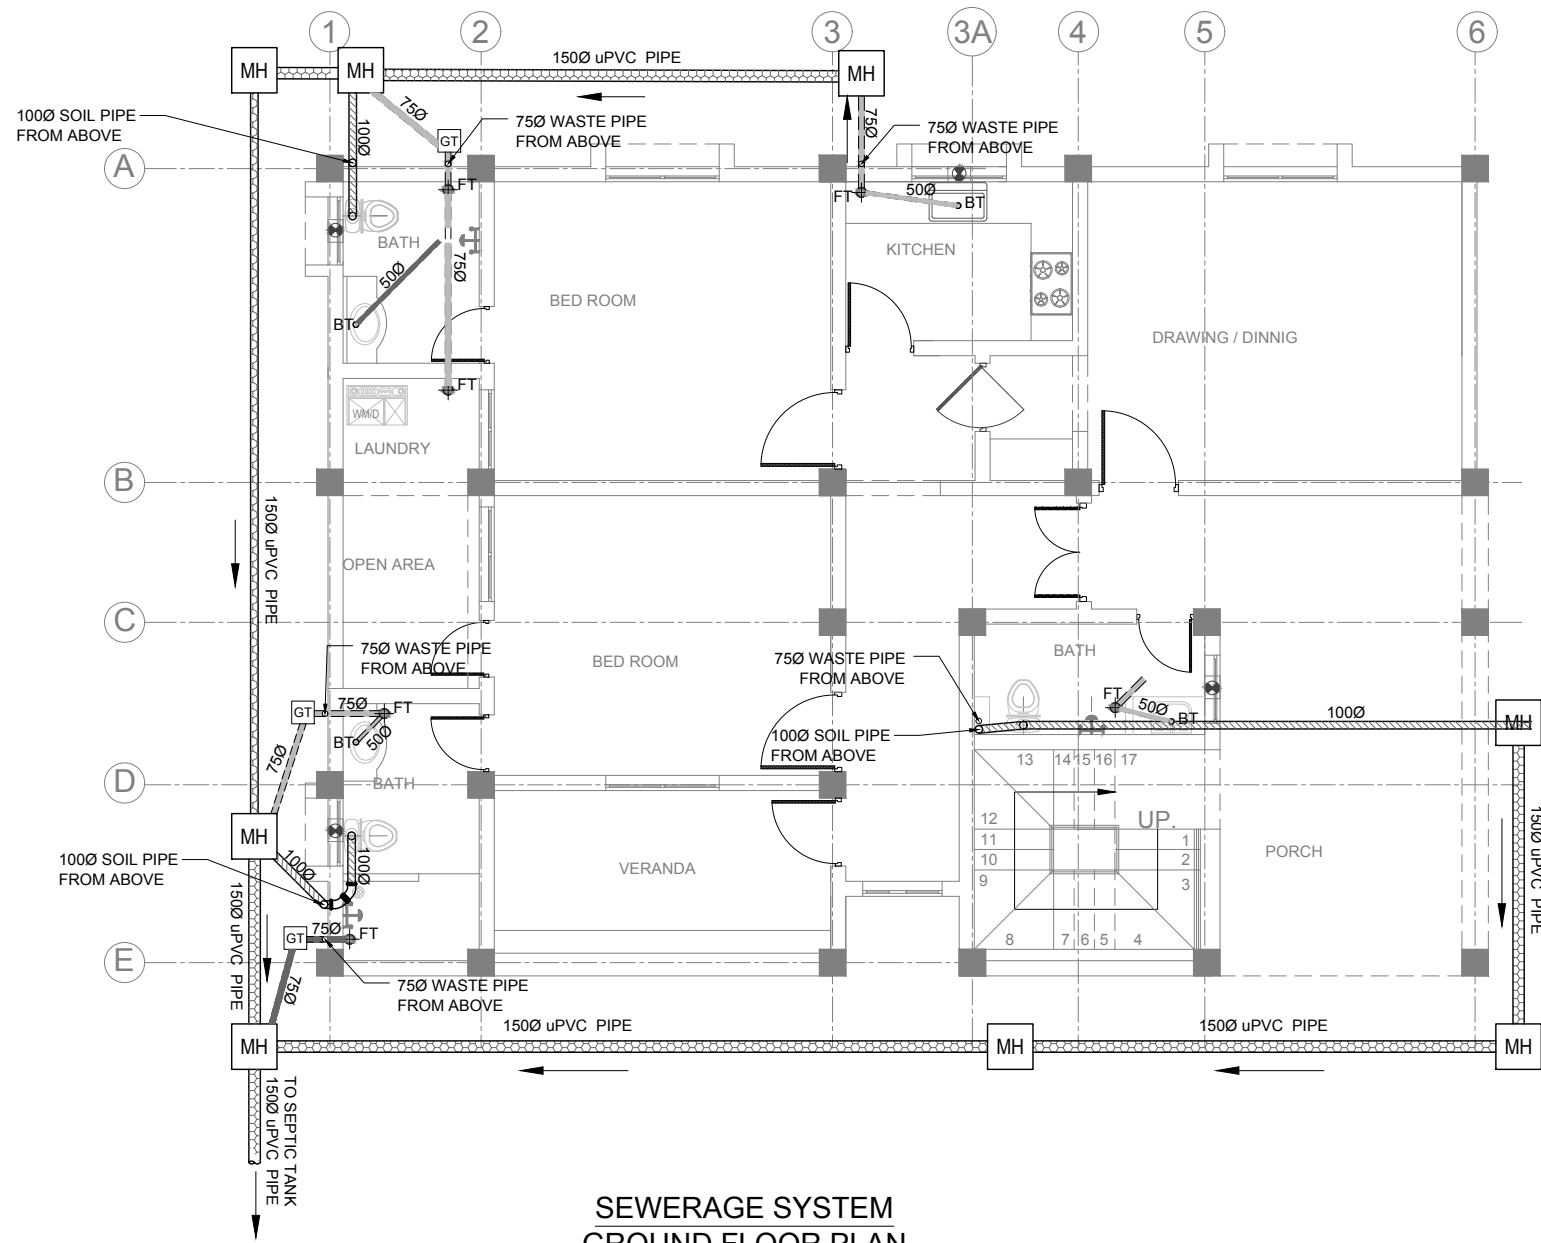 1
2
3
3A
4
5
6
MH
MH
150Ø uPVC PIPE
MH
100Ø SOIL PIPE
FROM ABOVE
75Ø
100Ø
GT
75Ø WASTE PIPE
FROM ABOVE
75Ø
75Ø WASTE PIPE
FROM ABOVE
A
FT
FT
50Ø
BT
BATH
75Ø
50Ø
BT
KITCHEN
BED ROOM
DRAWING / DINNIG
FT
WM/D
LAUNDRY
B
150Ø uPVC PIPE
OPEN AREA
C
75Ø WASTE PIPE
FROM ABOVE
BED ROOM
BATH
75Ø WASTE PIPE
FROM ABOVE
FT
50Ø
BT
GT
75Ø
FT
BT
50Ø
75Ø
100Ø SOIL PIPE
FROM ABOVE
100Ø
MH
13
14
15
16
17
D
BATH
12
11
10
9
UP.
1
2
3
8
7
6
5
4
PORCH
150Ø uPVC PIPE
MH
100Ø
100Ø
100Ø SOIL PIPE
FROM ABOVE
VERANDA
150Ø uPVC PIPE
GT
75Ø
FT
E
75Ø
75Ø WASTE PIPE
FROM ABOVE
150Ø uPVC PIPE
150Ø uPVC PIPE
MH
MH
MH
TO SEPTIC TANK
150Ø uPVC PIPE
SEWERAGE SYSTEM
GROUND FLOOR PLAN